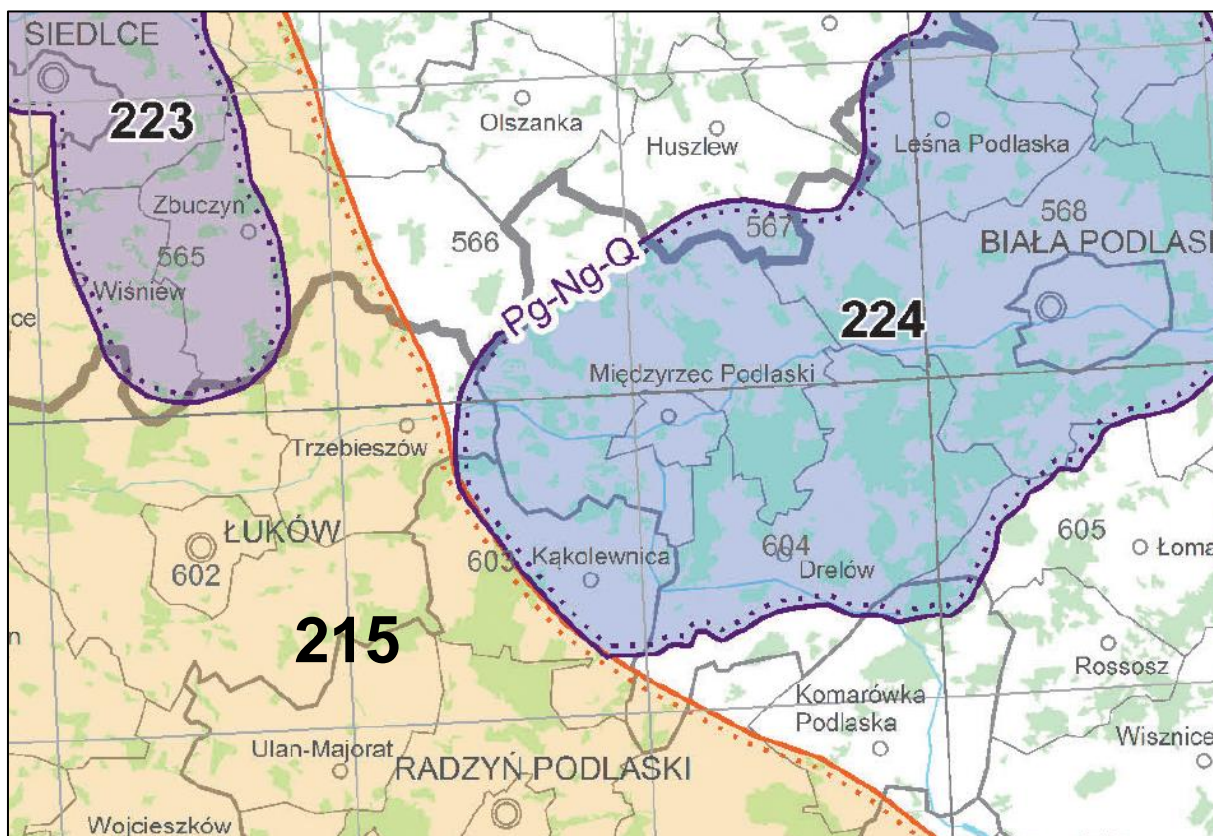 SIEDLCE
223
Olszanka
Huszlew
Leśna Podlaska
Zbuczyn
565
566
567
568
BIAŁA PODLASK
Wiśniew
ce
Pg-Ng-Q
224
Międzyrzec Podlaski
Trzebieszów
ŁUKÓW
602
603
Kąkolewnica
604
Drelów
605
Łoma
n
215
Rossosz
Komarówka
Podlaska
Ulan-Majorat
RADZYŃ PODLASKI
Wisznice
Wojcieszków